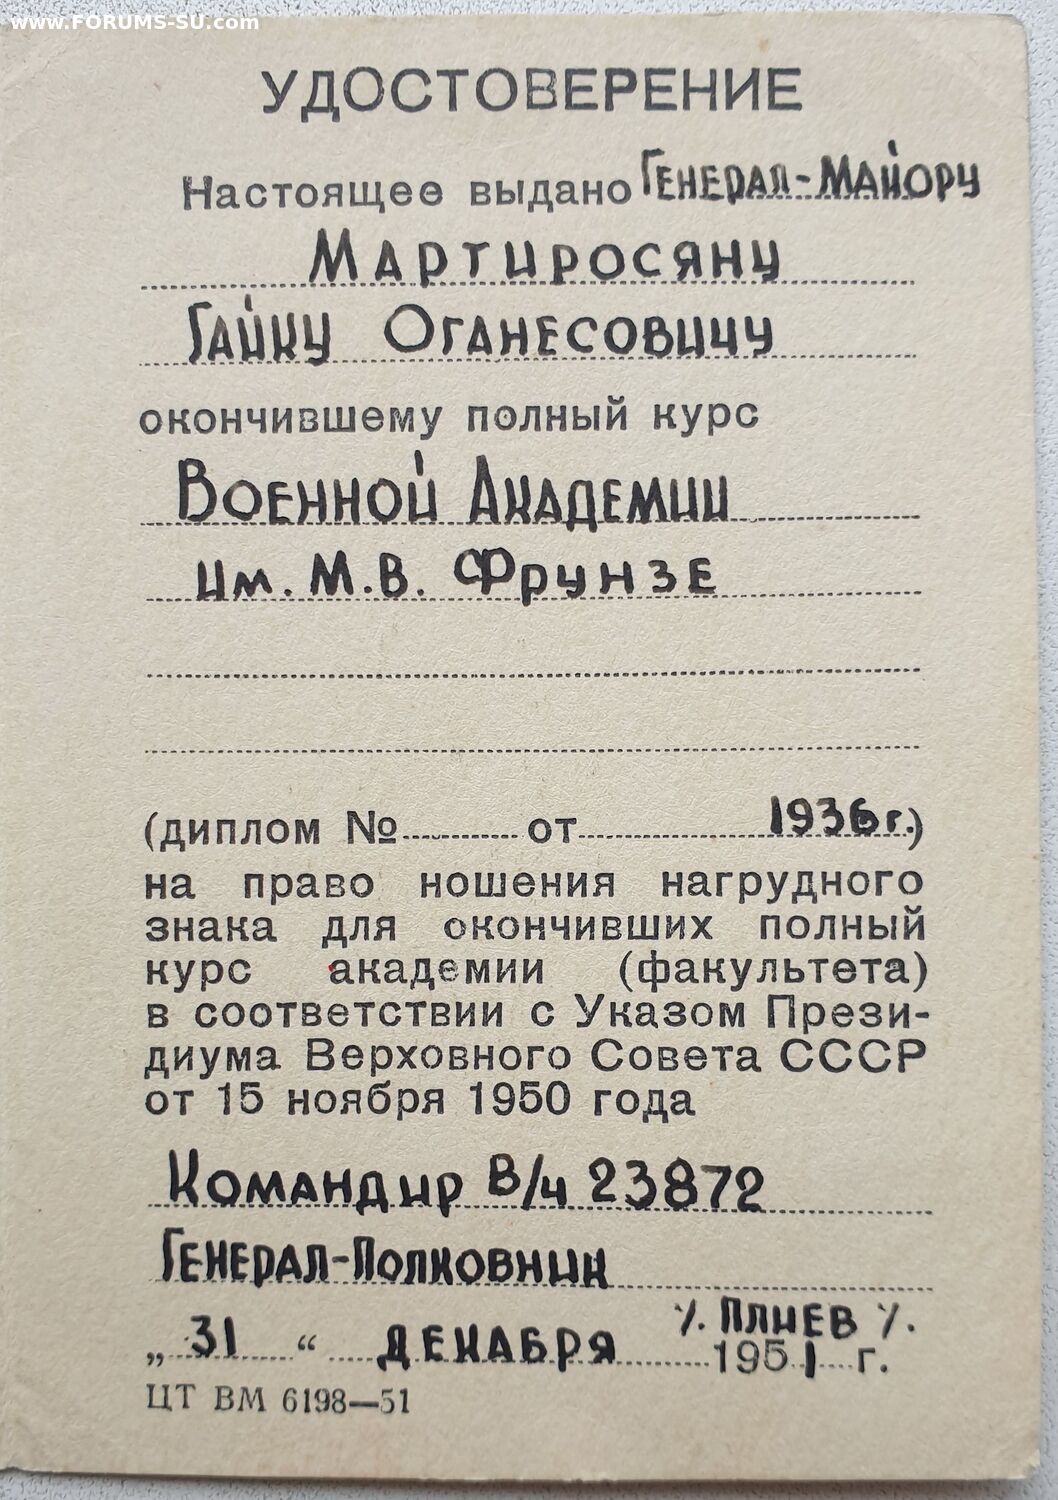 www.FORUMS-SU.com
УДОСТОВЕРЕНИЕ
Настоящее выдано Генерал-Майору
Мартиросяну
Гайку Оганесовичу
окончившему полный курс
Военной Академии
им. М.В. Фрунзе
(диплом № от 1936 г.)
на право ношения нагрудного
знака для окончивших полный
курс академии (факультета)
в соответствии с Указом Прези-
диума Верховного Совета СССР
от 15 ноября 1950 года
Командир В/ч 23872
Генерал-Полковник
/. Плиев /.
„31“ декабря 1951 г.
ЦТ ВМ 6198—51